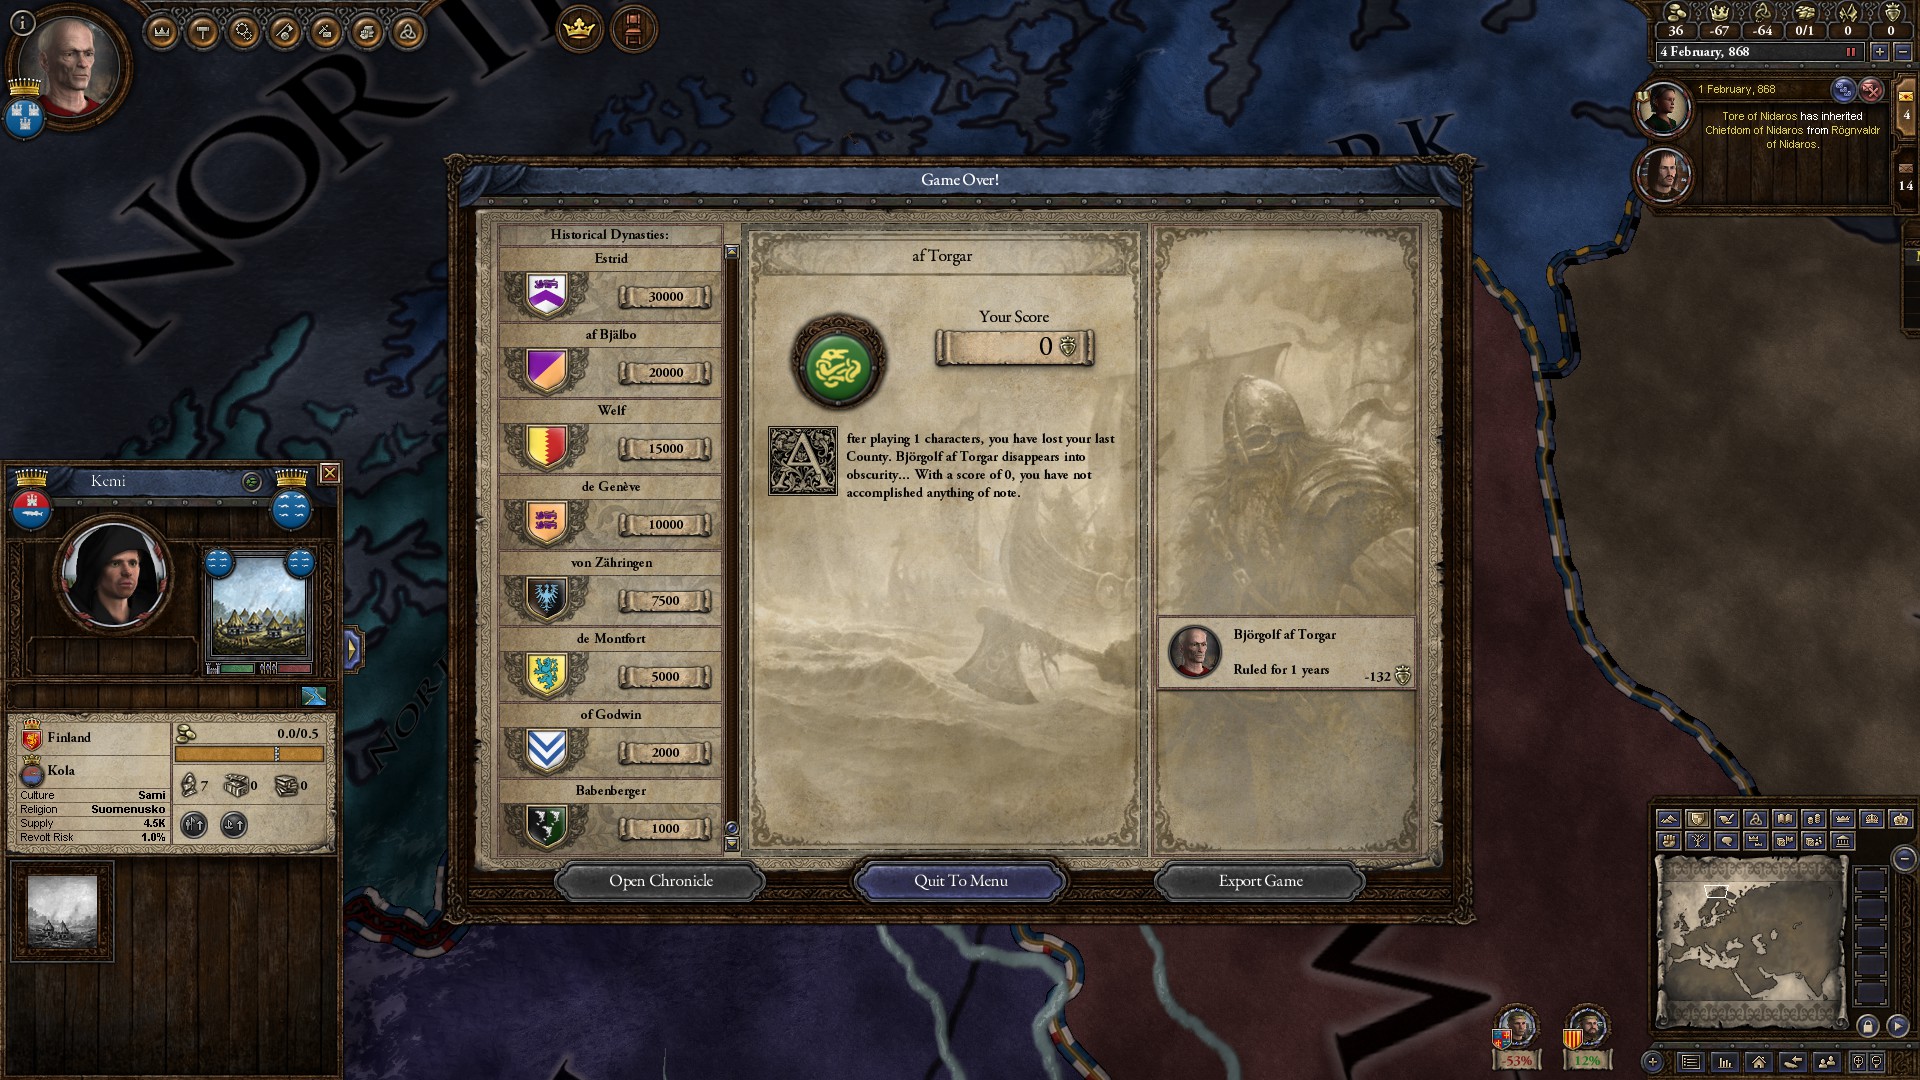 NORTH
RK
36
-67
-64
0/1
0
0
4 February, 868
1 February, 868
Tore of Nidaros has inherited
Chiefdom of Nidaros from Rögnvaldr
of Nidaros.
4
14
Game Over!
Historical Dynasties:
Estrid
30000
af Bjälbo
20000
Welf
15000
de Genève
10000
von Zähringen
7500
de Montfort
5000
of Godwin
2000
Babenberger
1000
af Torgar
Your Score
0
After playing 1 characters, you have lost your last
County. Björgolf af Torgar disappears into
obscurity... With a score of 0, you have not
accomplished anything of note.
Björgolf af Torgar
Ruled for 1 years
-132
Open Chronicle
Quit To Menu
Export Game
Kemi
Finland
Kola
Culture Sami
Religion Suomenusko
Supply 4.5K
Revolt Risk 1.0%
0.0/0.5
7
0
0
-53%
12%